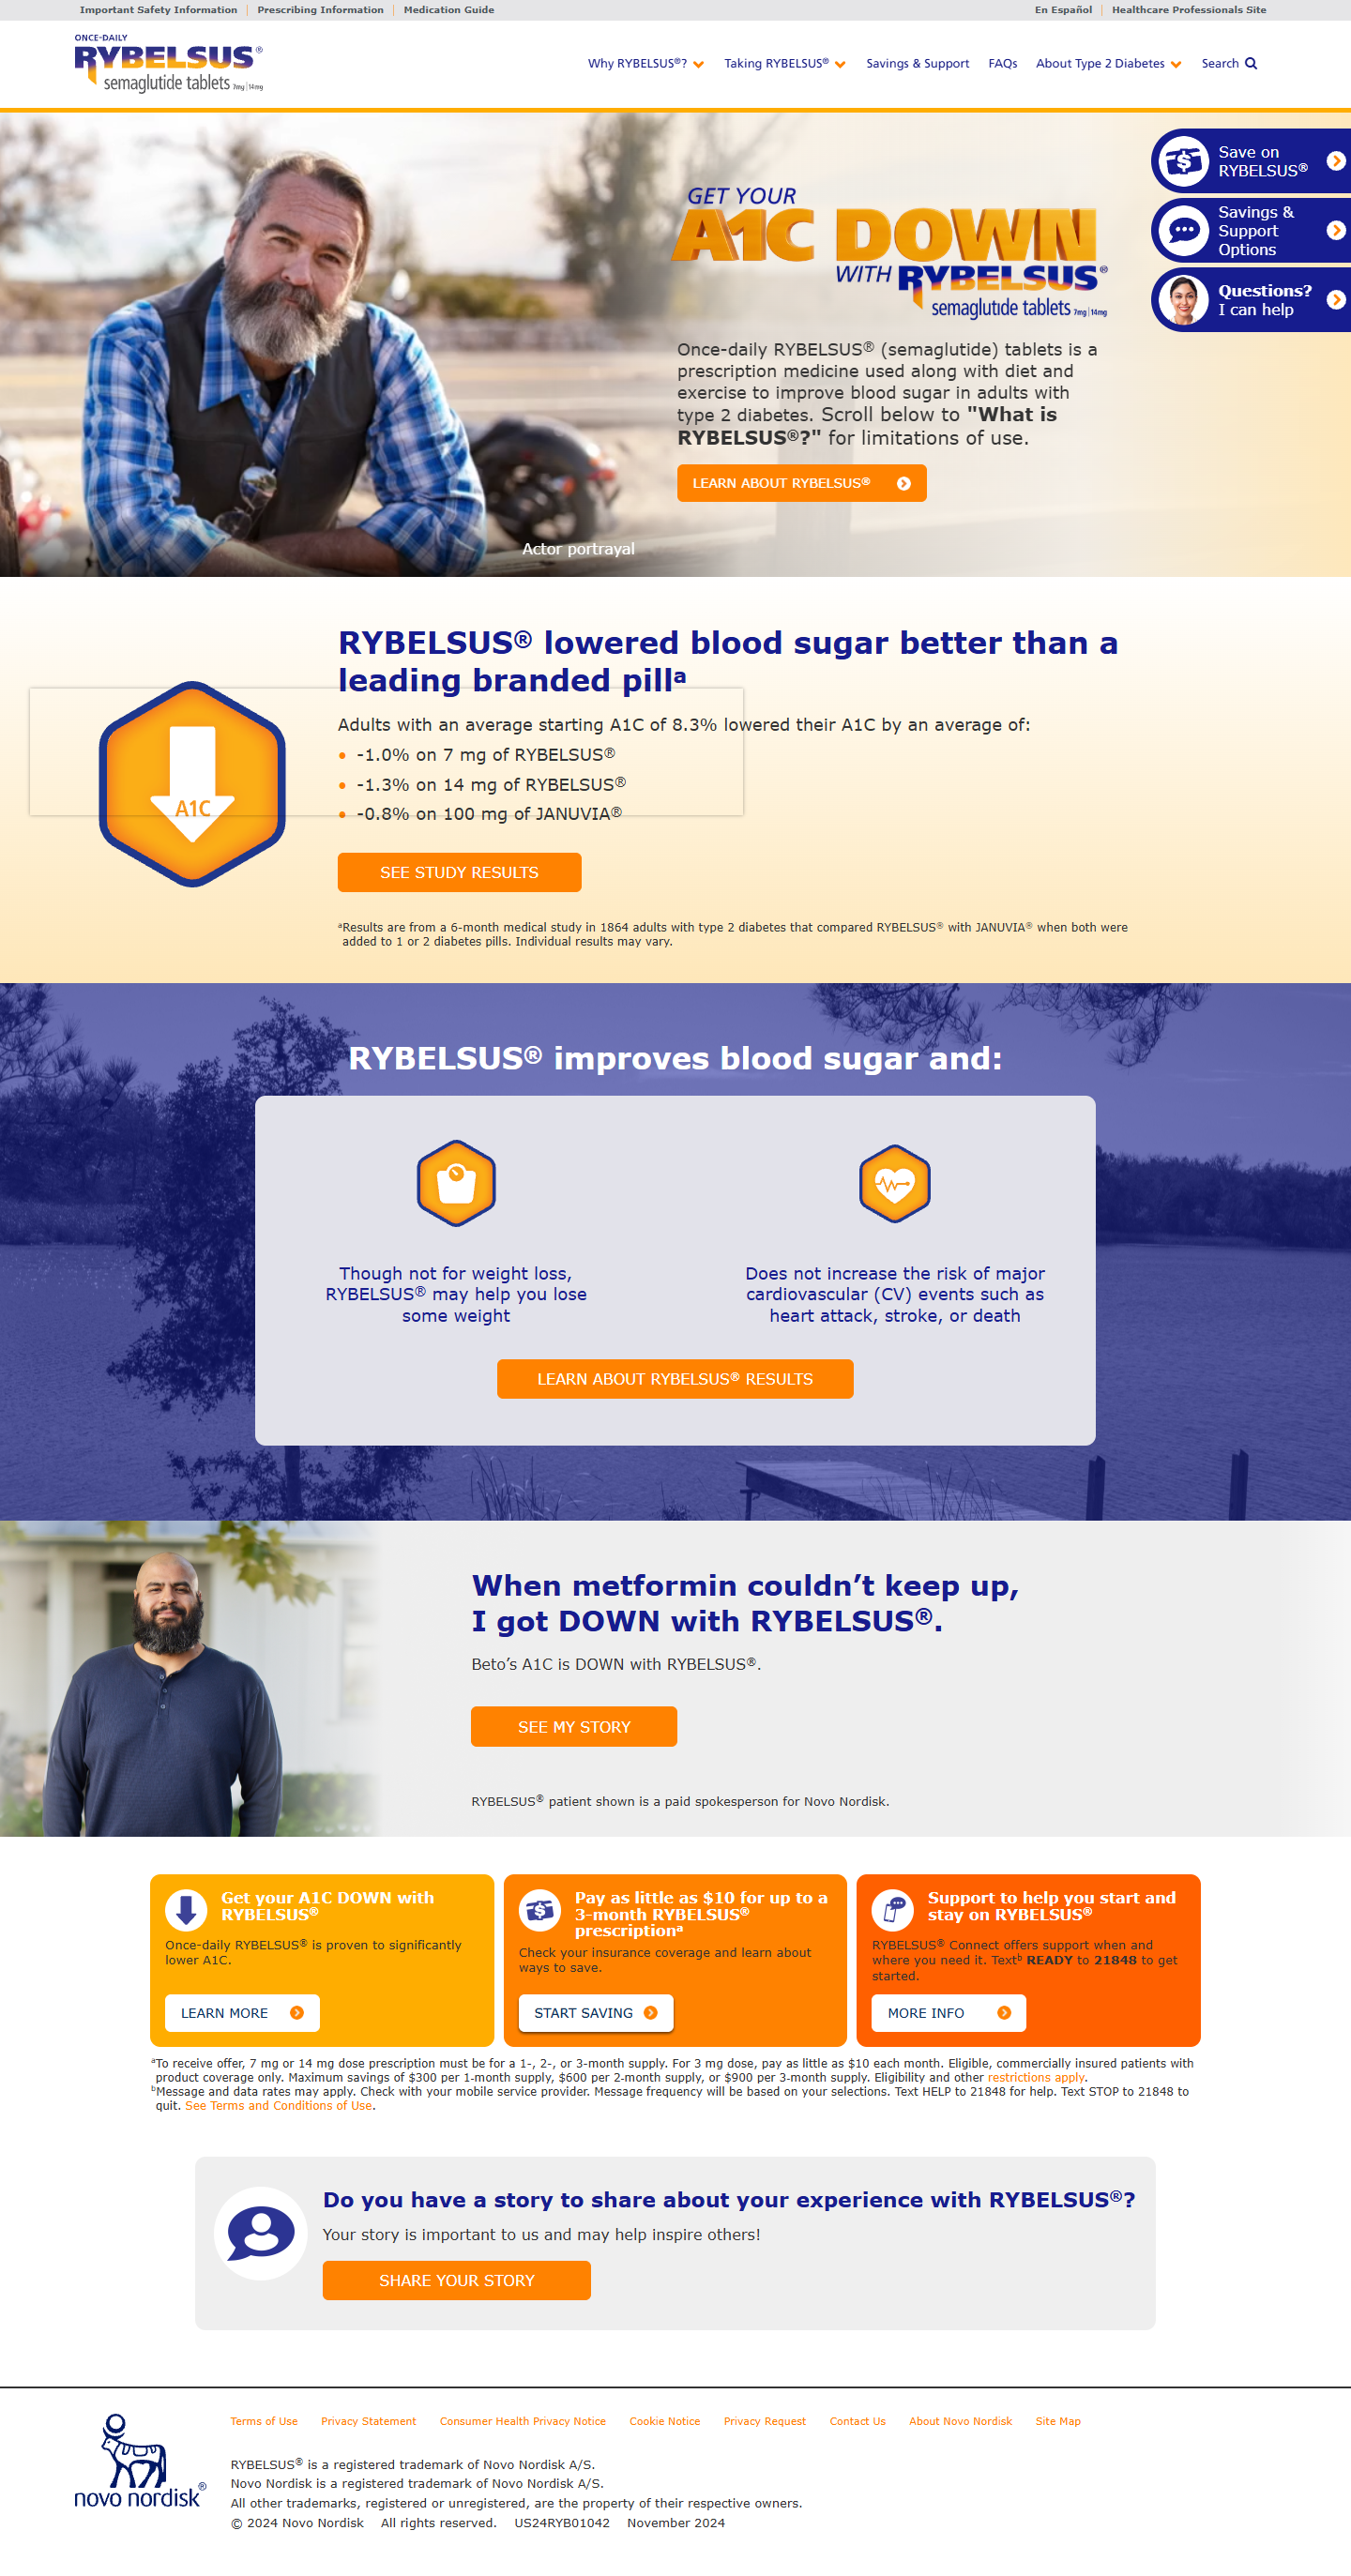 Important Safety Information | Prescribing Information | Medication Guide
En Español | Healthcare Professionals Site
ONCE-DAILY
RYBELSUS®
semaglutide tablets 7mg | 14mg
Why RYBELSUS®? Taking RYBELSUS® Savings & Support FAQs About Type 2 Diabetes Search
GET YOUR
A1C DOWN
WITH RYBELSUS®
semaglutide tablets 7mg | 14mg
Save on
RYBELSUS®
Savings &
Support
Options
Questions?
I can help
Once-daily RYBELSUS® (semaglutide) tablets is a
prescription medicine used along with diet and
exercise to improve blood sugar in adults with
type 2 diabetes. Scroll below to "What is
RYBELSUS®?" for limitations of use.
LEARN ABOUT RYBELSUS®
Actor portrayal
RYBELSUS® lowered blood sugar better than a
leading branded pillᵃ
A1C
Adults with an average starting A1C of 8.3% lowered their A1C by an average of:
• -1.0% on 7 mg of RYBELSUS®
• -1.3% on 14 mg of RYBELSUS®
• -0.8% on 100 mg of JANUVIA®
SEE STUDY RESULTS
ᵃResults are from a 6-month medical study in 1864 adults with type 2 diabetes that compared RYBELSUS® with JANUVIA® when both were
added to 1 or 2 diabetes pills. Individual results may vary.
RYBELSUS® improves blood sugar and:
Though not for weight loss,
RYBELSUS® may help you lose
some weight
Does not increase the risk of major
cardiovascular (CV) events such as
heart attack, stroke, or death
LEARN ABOUT RYBELSUS® RESULTS
When metformin couldn’t keep up,
I got DOWN with RYBELSUS®.
Beto’s A1C is DOWN with RYBELSUS®.
SEE MY STORY
RYBELSUS® patient shown is a paid spokesperson for Novo Nordisk.
Get your A1C DOWN with
RYBELSUS®
Once-daily RYBELSUS® is proven to significantly
lower A1C.
LEARN MORE
Pay as little as $10 for up to a
3-month RYBELSUS®
prescriptionᵃ
Check your insurance coverage and learn about
ways to save.
START SAVING
Support to help you start and
stay on RYBELSUS®
RYBELSUS® Connect offers support when and
where you need it. Textᵇ READY to 21848 to get
started.
MORE INFO
ᵃTo receive offer, 7 mg or 14 mg dose prescription must be for a 1-, 2-, or 3-month supply. For 3 mg dose, pay as little as $10 each month. Eligible, commercially insured patients with
product coverage only. Maximum savings of $300 per 1-month supply, $600 per 2-month supply, or $900 per 3-month supply. Eligibility and other restrictions apply.
ᵇMessage and data rates may apply. Check with your mobile service provider. Message frequency will be based on your selections. Text HELP to 21848 for help. Text STOP to 21848 to
quit. See Terms and Conditions of Use.
Do you have a story to share about your experience with RYBELSUS®?
Your story is important to us and may help inspire others!
SHARE YOUR STORY
novo nordisk®
Terms of Use Privacy Statement Consumer Health Privacy Notice Cookie Notice Privacy Request Contact Us About Novo Nordisk Site Map
RYBELSUS® is a registered trademark of Novo Nordisk A/S.
Novo Nordisk is a registered trademark of Novo Nordisk A/S.
All other trademarks, registered or unregistered, are the property of their respective owners.
© 2024 Novo Nordisk All rights reserved. US24RYB01042 November 2024